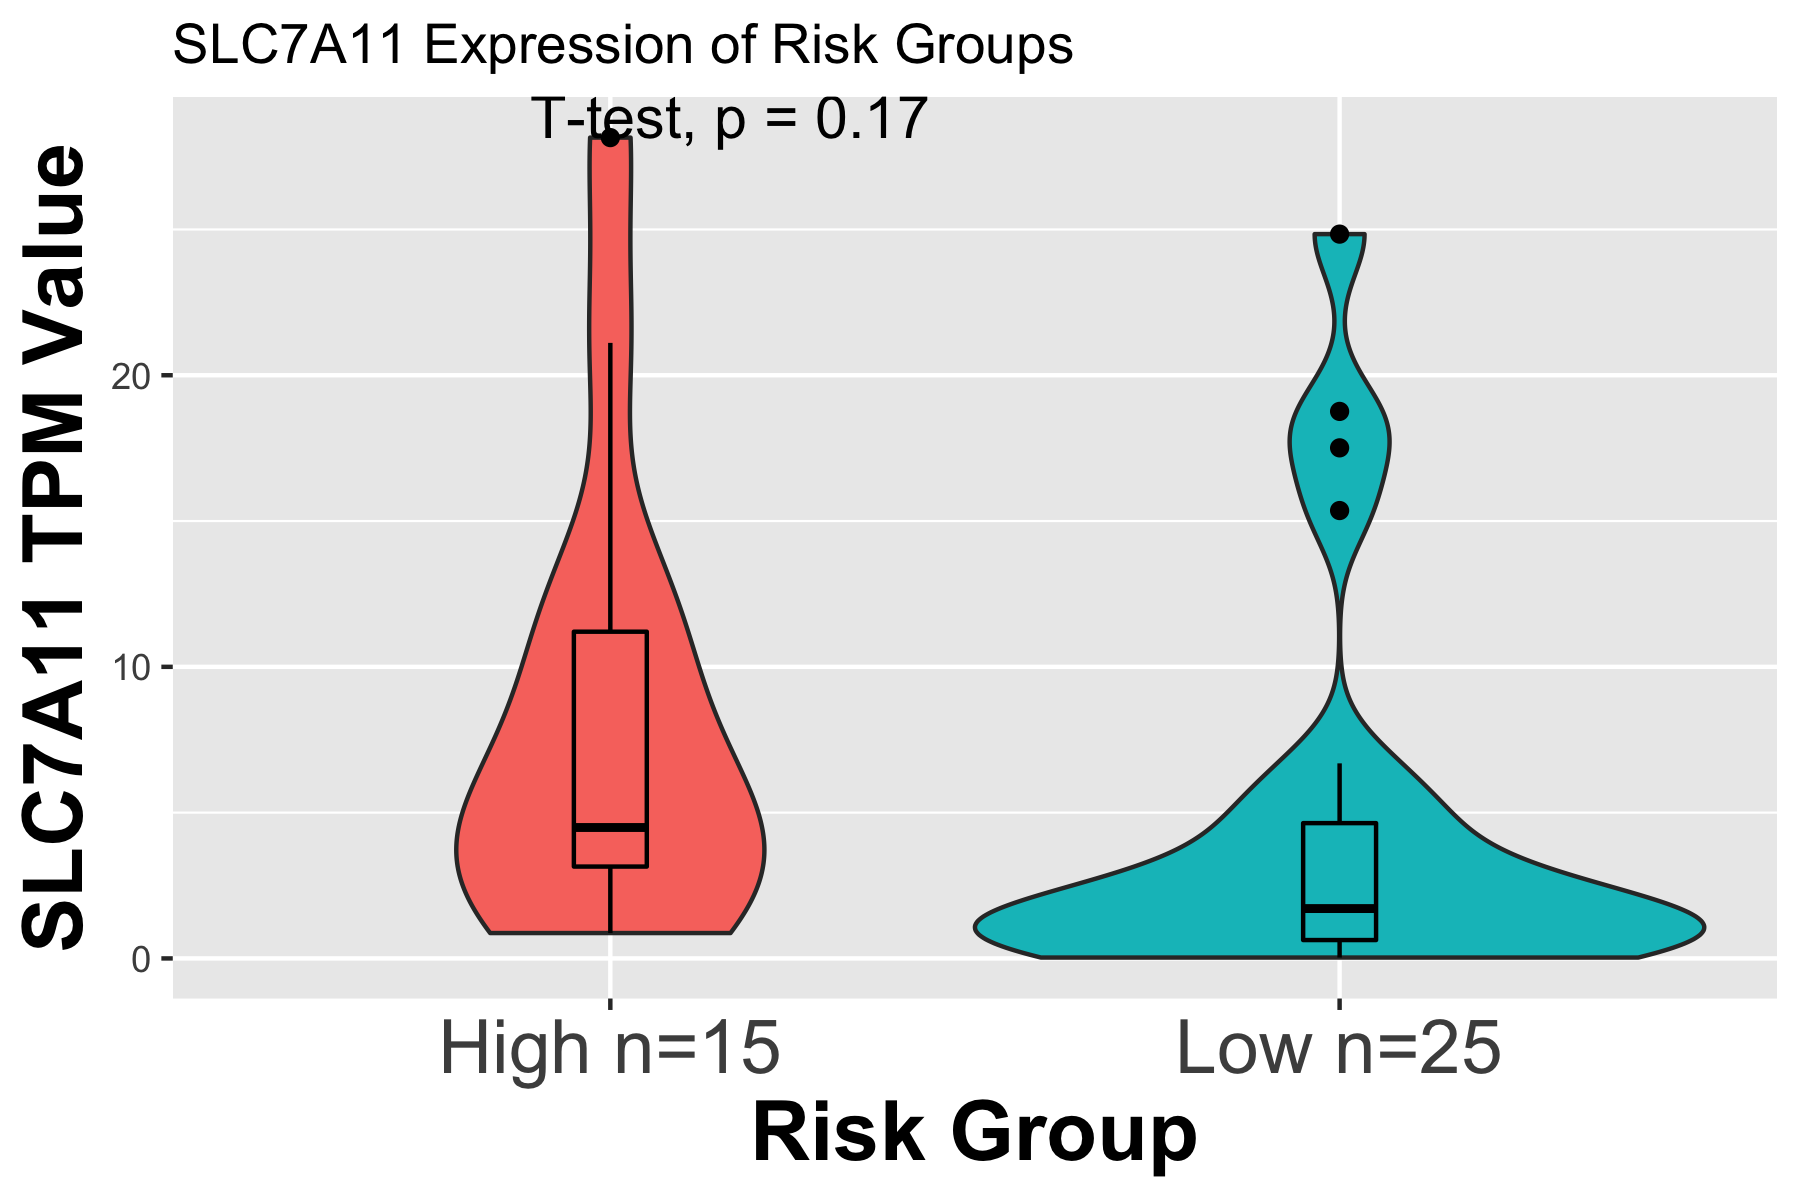 SLC7A11 Expression of Risk Groups
T-test, p = 0.17
SLC7A11 TPM Value
20
10
0
High n=15
Low n=25
Risk Group